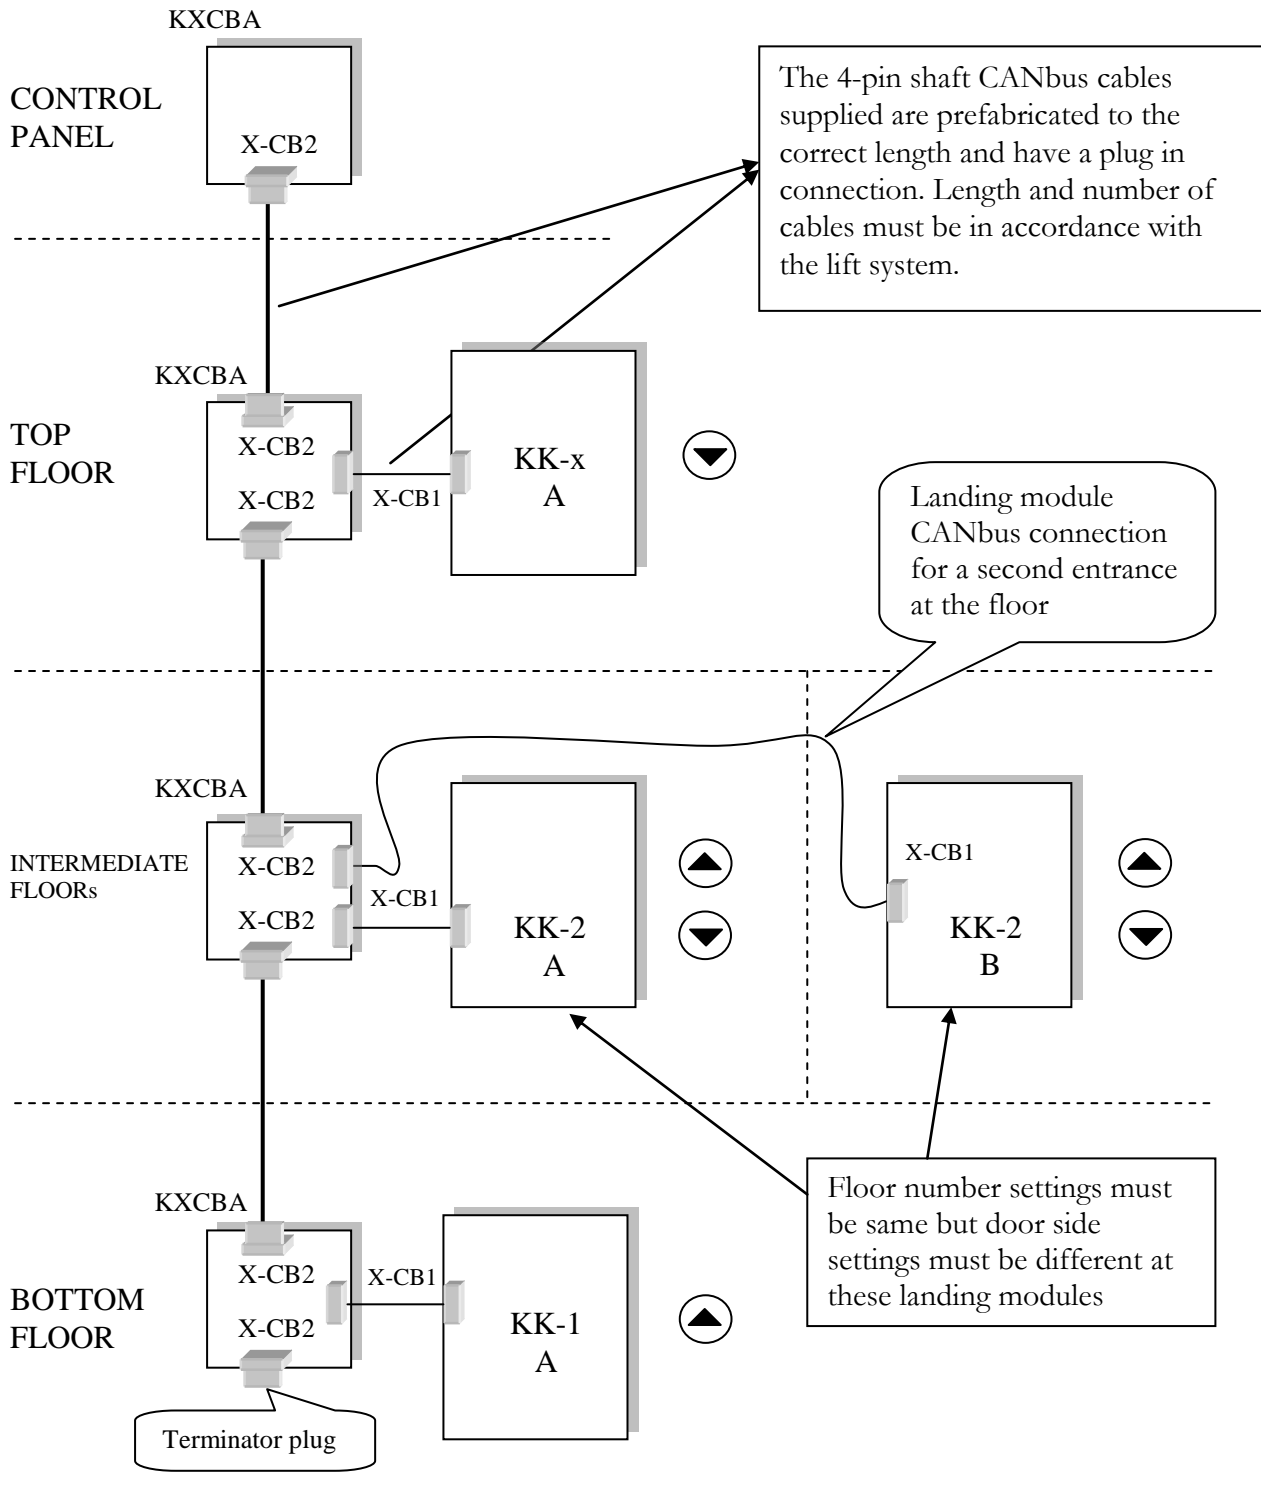 KXCBA
CONTROL
PANEL
X-CB2
The 4-pin shaft CANbus cables
supplied are prefabricated to the
correct length and have a plug in
connection. Length and number of
cables must be in accordance with
the lift system.
KXCBA
TOP
FLOOR
X-CB2
X-CB2
X-CB1
KK-x
A
Landing module
CANbus connection
for a second entrance
at the floor
KXCBA
INTERMEDIATE
FLOORs
X-CB2
X-CB2
X-CB1
KK-2
A
X-CB1
KK-2
B
KXCBA
BOTTOM
FLOOR
X-CB2
X-CB2
X-CB1
KK-1
A
Floor number settings must
be same but door side
settings must be different at
these landing modules
Terminator plug